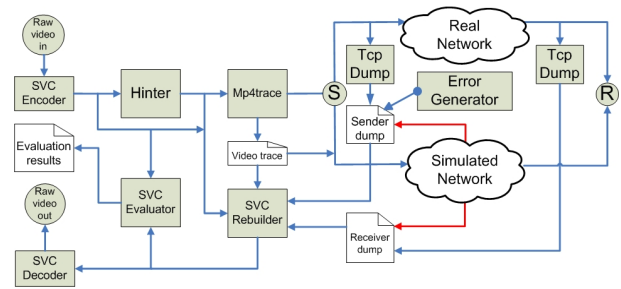 Raw
video
in
SVC
Encoder
Hinter
Mp4trace
S
Real
Network
Tcp
Dump
Tcp
Dump
Error
Generator
R
Sender
dump
Evaluation
results
Video trace
Simulated
Network
Raw
video
out
SVC
Evaluator
SVC
Rebuilder
Receiver
dump
SVC
Decoder